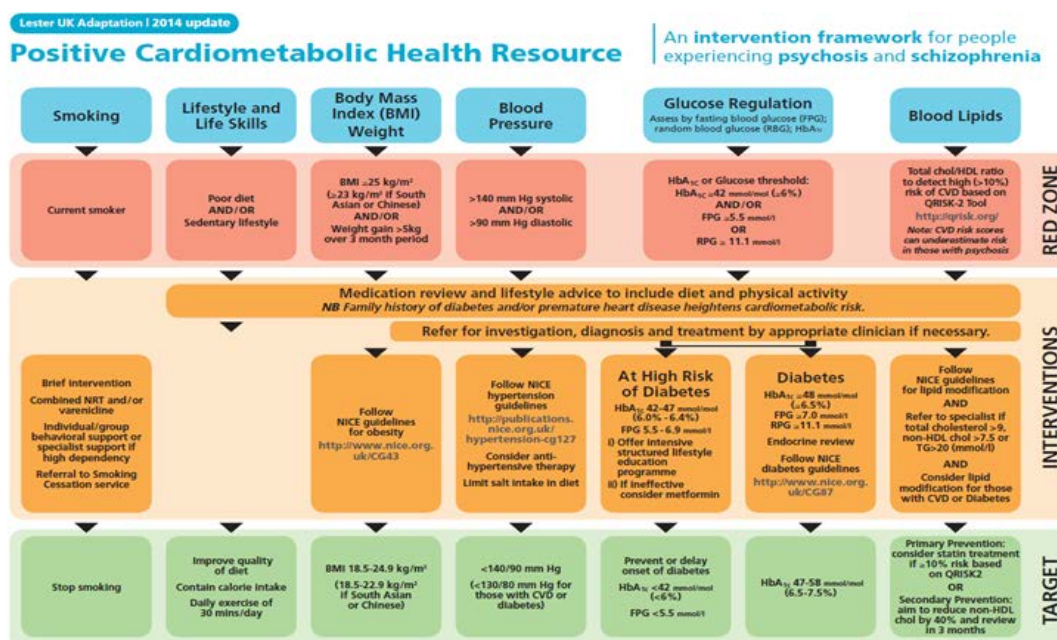 Lester UK Adaptation | 2014 update
Positive Cardiometabolic Health Resource
An intervention framework for people
experiencing psychosis and schizophrenia
Smoking
Lifestyle and
Life Skills
Body Mass
Index (BMI)
Weight
Blood
Pressure
Glucose Regulation
Assess by fasting blood glucose (FPG);
random blood glucose (RBG); HbA1c
Blood Lipids
Current smoker
Poor diet
AND/OR
Sedentary lifestyle
BMI ≥25 kg/m²
(≥23 kg/m² if South
Asian or Chinese)
AND/OR
Weight gain >5kg
over 3 month period
>140 mm Hg systolic
AND/OR
>90 mm Hg diastolic
HbA1c or Glucose threshold:
HbA1c ≥42 mmol/mol (≥6%)
AND/OR
FPG ≥5.5 mmol/l
OR
RPG ≥ 11.1 mmol/l
Total chol/HDL ratio
to detect high (>10%)
risk of CVD based on
QRISK-2 Tool
http://qrisk.org/
Note: CVD risk scores
can underestimate risk
in those with psychosis
RED ZONE
Medication review and lifestyle advice to include diet and physical activity
NB Family history of diabetes and/or premature heart disease heightens cardiometabolic risk.
Refer for investigation, diagnosis and treatment by appropriate clinician if necessary.
Brief intervention
Combined NRT and/or
varenicline
Individual/group
behavioral support or
specialist support if
high dependency
Referral to Smoking
Cessation service
Follow
NICE guidelines
for obesity
http://www.nice.org.
uk/CG43
Follow NICE
hypertension
guidelines
http://publications.
nice.org.uk/
hypertension-cg127
Consider anti-
hypertensive therapy
Limit salt intake in diet
At High Risk
of Diabetes
HbA1c 42-47 mmol/mol
(6.0% -6.4%)
FPG 5.5 -6.9 mmol/l
i) Offer intensive
structured lifestyle
education
programme
ii) If ineffective
consider metformin
Diabetes
HbA1c ≥48 mmol/mol
(≥6.5%)
FPG ≥7.0 mmol/l
RPG ≥11.1 mmol/l
Endocrine review
Follow NICE
diabetes guidelines
http://www.nice.org.
uk/CG87
Follow
NICE guidelines
for lipid modification
AND
Refer to specialist if
total cholesterol >9,
non-HDL chol >7.5 or
TG>20 (mmol/l)
AND
Consider lipid
modification for those
with CVD or Diabetes
INTERVENTIONS
Stop smoking
Improve quality
of diet
Contain calorie intake
Daily exercise of
30 mins/day
BMI 18.5-24.9 kg/m²
(18.5-22.9 kg/m²
if South Asian
or Chinese)
<140/90 mm Hg
(<130/80 mm Hg for
those with CVD or
diabetes)
Prevent or delay
onset of diabetes
HbA1c <42 mmol/mol
(<6%)
FPG <5.5 mmol/l
HbA1c 47-58 mmol/mol
(6.5-7.5%)
Primary Prevention:
consider statin treatment
if ≥10% risk based
on QRISK2
OR
Secondary Prevention:
aim to reduce non-HDL
chol by 40% and review
in 3 months
TARGET